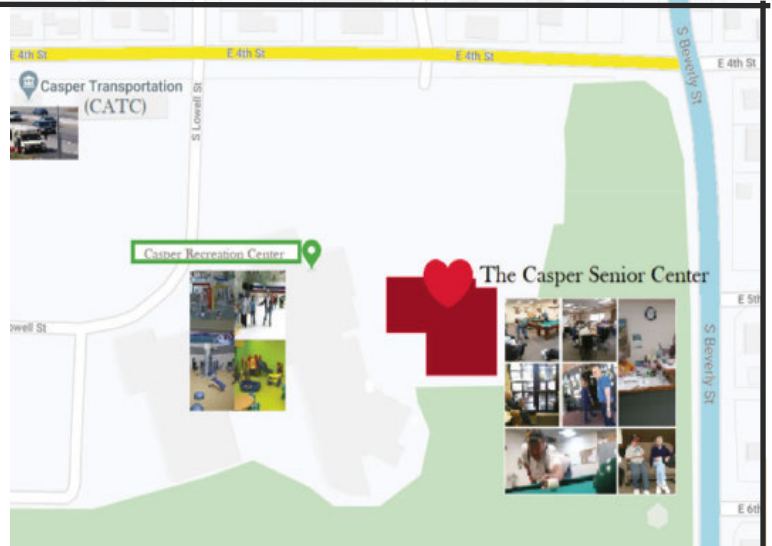 E 4th St
E 4th St
E 4th St
E 4th St
S Beverly St
Casper Transportation
(CATC)
S Lowell St
Casper Recreation Center
The Casper Senior Center
E 5th
owell St
S Beverly St
E 6th